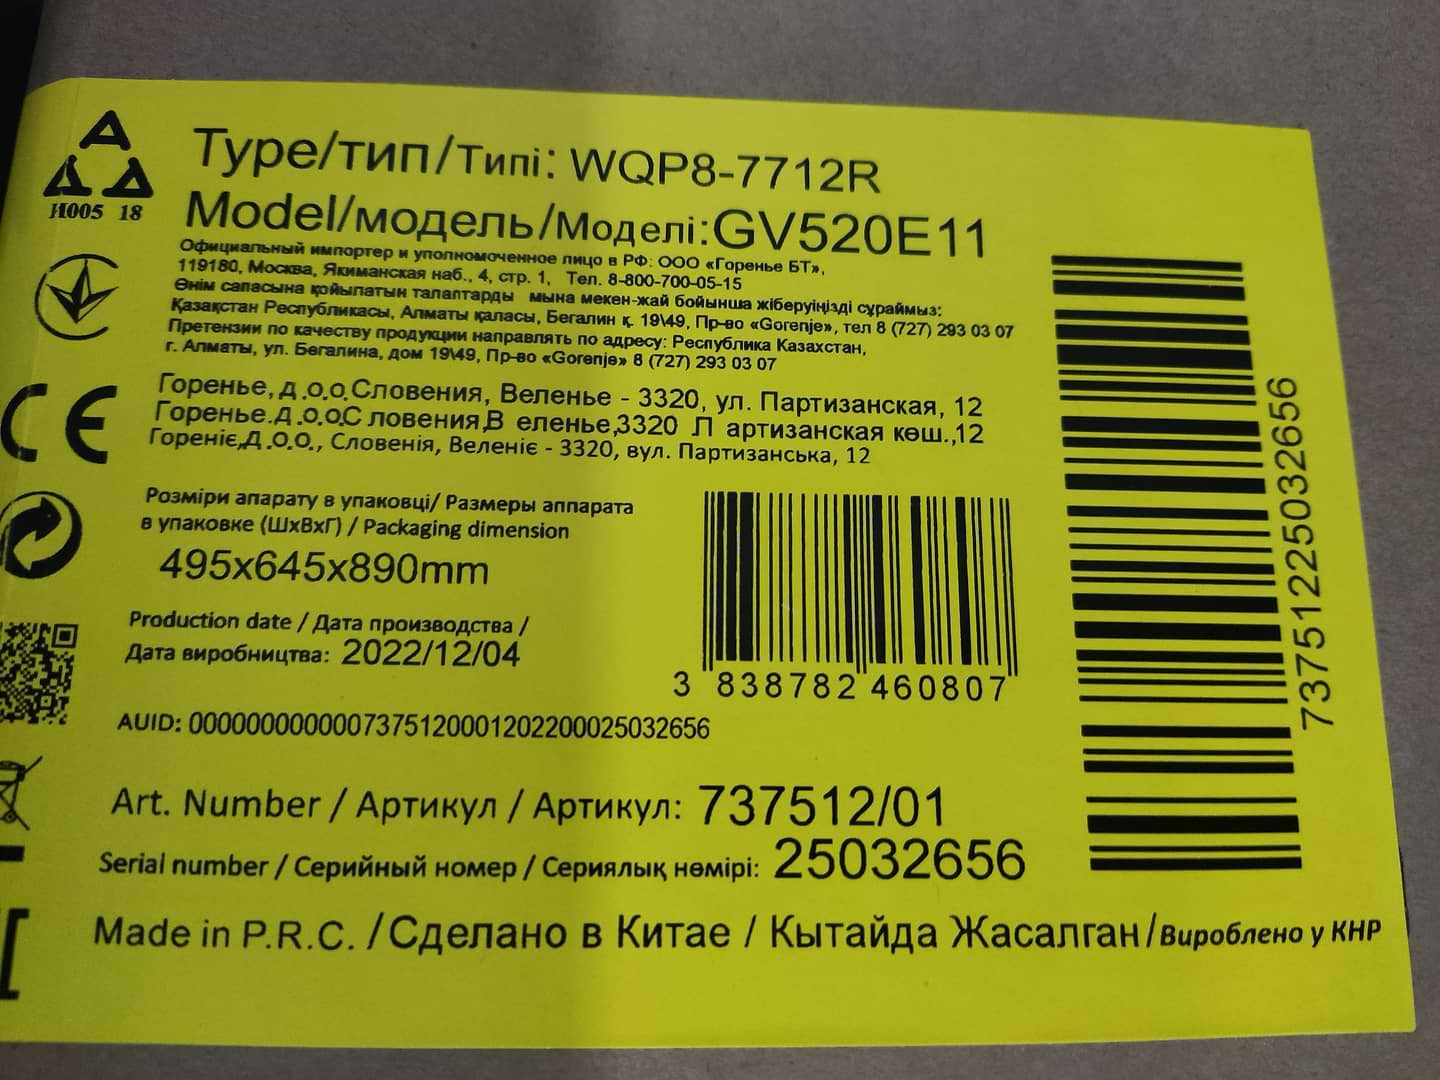 Type/тип/Типі: WQP8-7712R
Model/модель/Моделі:GV520E11
И005 18
Официальный импортер и уполномоченное лицо в РФ: ООО «Горенье БТ»,
119180, Москва, Якиманская наб., 4, стр. 1, Тел. 8-800-700-05-15
Өнім сапасына қойылатын талаптарды мына мекен-жай бойынша жіберуіңізді сұраймыз:
Қазақстан Республикасы, Алматы қаласы, Бегалин қ. 19\49, Пр-во «Gorenje», тел 8 (727) 293 03 07
Претензии по качеству продукции направлять по адресу: Республика Казахстан,
г. Алматы, ул. Бегалина, дом 19\49, Пр-во «Gorenje» 8 (727) 293 03 07
Горенье, д.о.о.Словения, Веленье - 3320, ул. Партизанская, 12
Горенье.д.о.оС ловения,В еленье,3320 Л артизанская көш.,12
Гореніє,Д.О.О., Словенія, Веленіє - 3320, вул. Партизанська, 12
CE
Розміри апарату в упаковці/ Размеры аппарата
в упаковке (ШхВхГ) / Packaging dimension
495x645x890mm
Production date / Дата производства /
Дата виробництва: 2022/12/04
3 838782 460807
73751225032656
AUID: 0000000000000737512000120220002503​2656
Art. Number / Артикул / Артикул: 737512/01
Serial number / Серийный номер / Сериялық нөмірі: 25032656
Made in P.R.C. / Сделано в Китае / Кытайда Жасалган/Вироблено у КНР